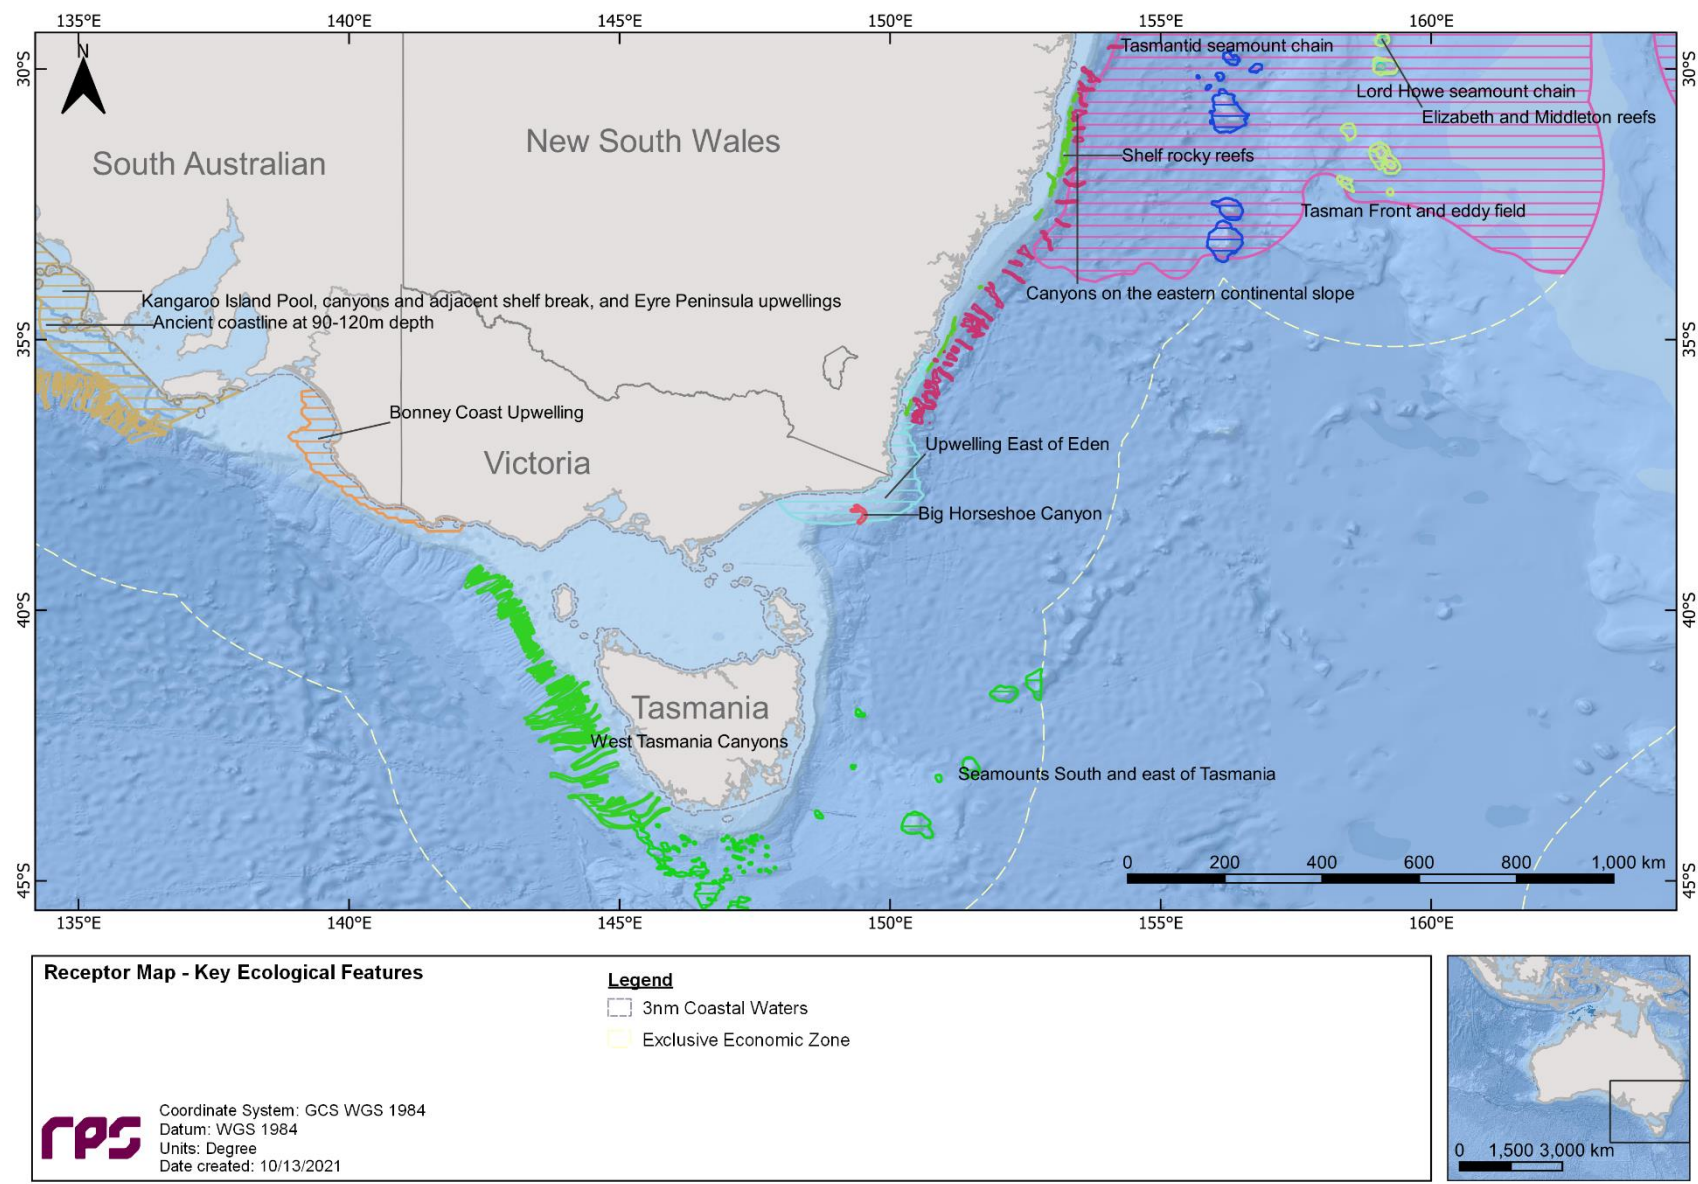 135°E 140°E 145°E 150°E 155°E 160°E
N
30°S
30°S
Tasmantid seamount chain
Lord Howe seamount chain
Elizabeth and Middleton reefs
New South Wales
South Australian
Shelf rocky reefs
Tasman Front and eddy field
Canyons on the eastern continental slope
Kangaroo Island Pool, canyons and adjacent shelf break, and Eyre Peninsula upwellings
Ancient coastline at 90-120m depth
35°S
35°S
Bonney Coast Upwelling
Upwelling East of Eden
Victoria
Big Horseshoe Canyon
40°S
40°S
Tasmania
West Tasmania Canyons
Seamounts South and east of Tasmania
0 200 400 600 800 1,000 km
45°S
45°S
135°E 140°E 145°E 150°E 155°E 160°E
Receptor Map - Key Ecological Features
Legend
3nm Coastal Waters
Exclusive Economic Zone
rps
Coordinate System: GCS WGS 1984
Datum: WGS 1984
Units: Degree
Date created: 10/13/2021
0 1,500 3,000 km